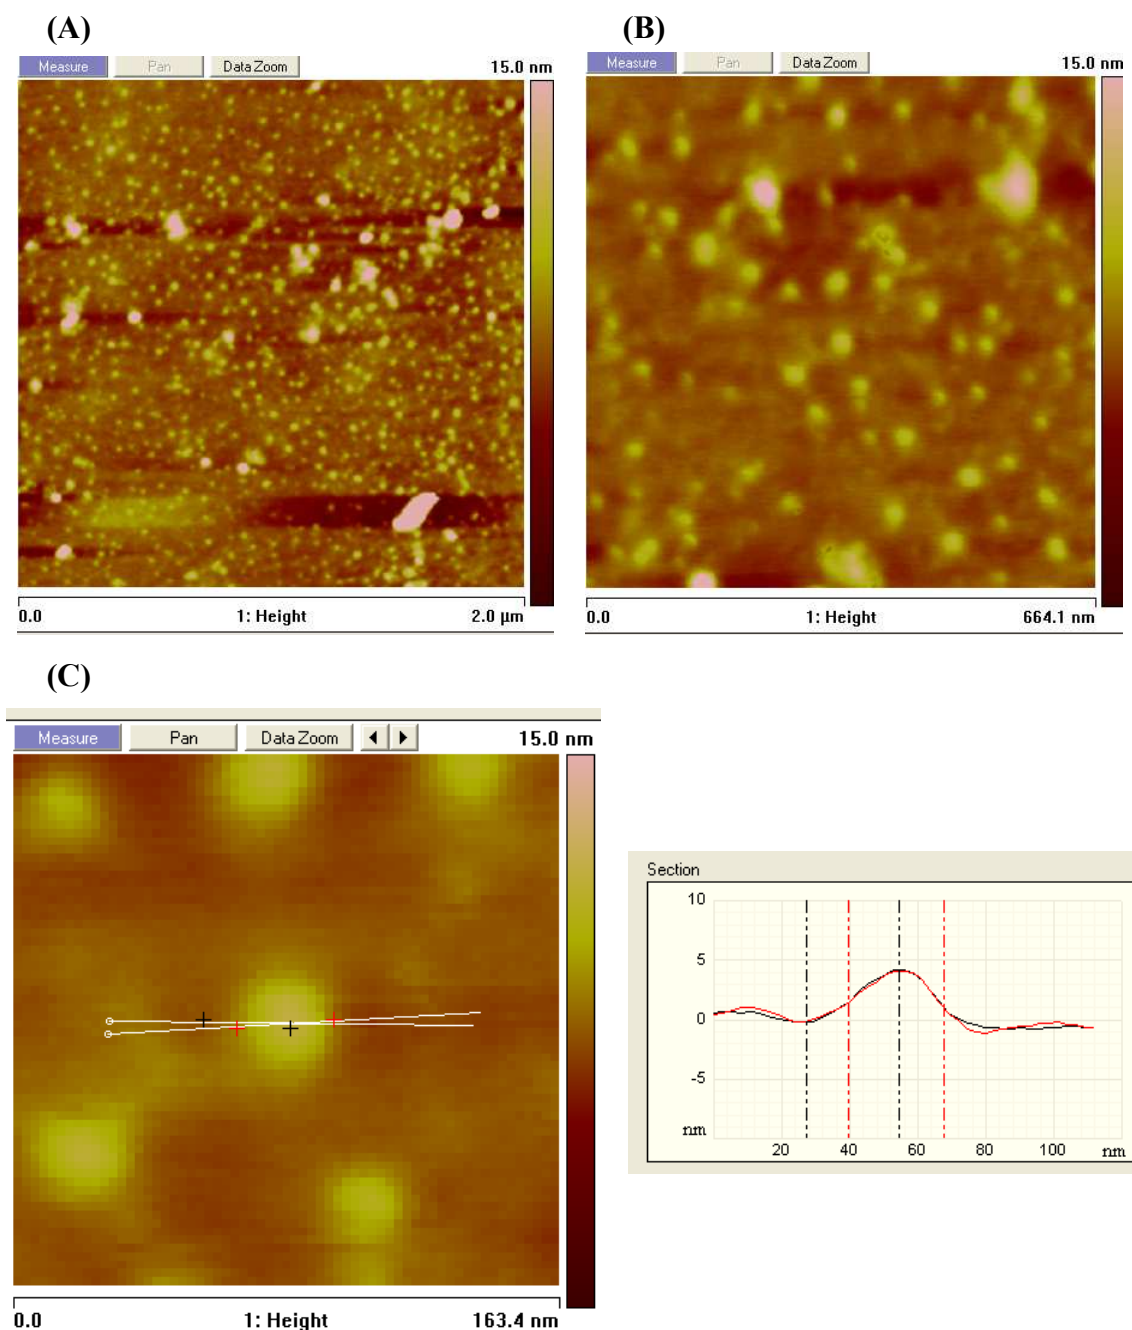 (A)
(B)
Measure Pan Data Zoom 15.0 nm
Measure Pan Data Zoom 15.0 nm
0.0 1: Height 2.0 µm
0.0 1: Height 664.1 nm
(C)
Measure Pan Data Zoom 15.0 nm
Section
10
5
0
-5
nm
20 40 60 80 100 nm
0.0 1: Height 163.4 nm